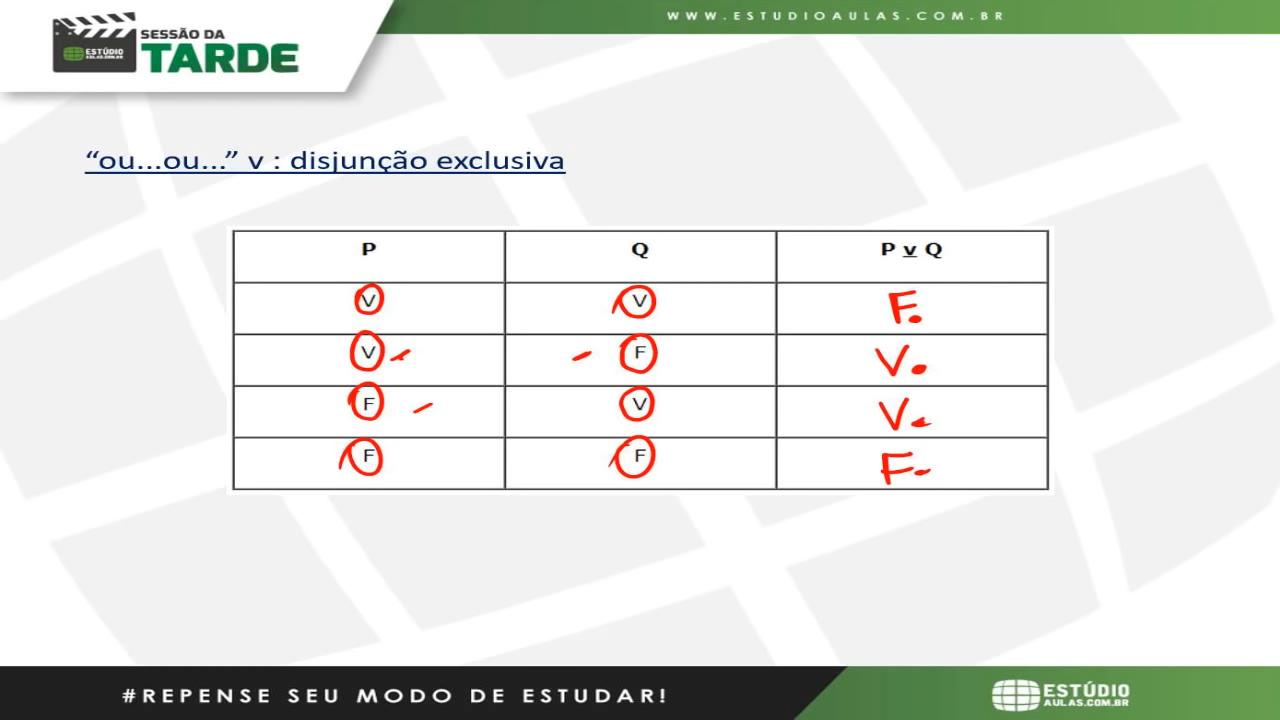 WWW.ESTUDIOAULAS.COM.BR
SESSÃO DA
TARDE
ESTÚDIO
AULAS.COM.BR
“ou...ou...” v : disjunção exclusiva
P Q P v Q
V V F.
V F V.
F V V.
F F F.
#REPENSE SEU MODO DE ESTUDAR!
ESTÚDIO
AULAS.COM.BR